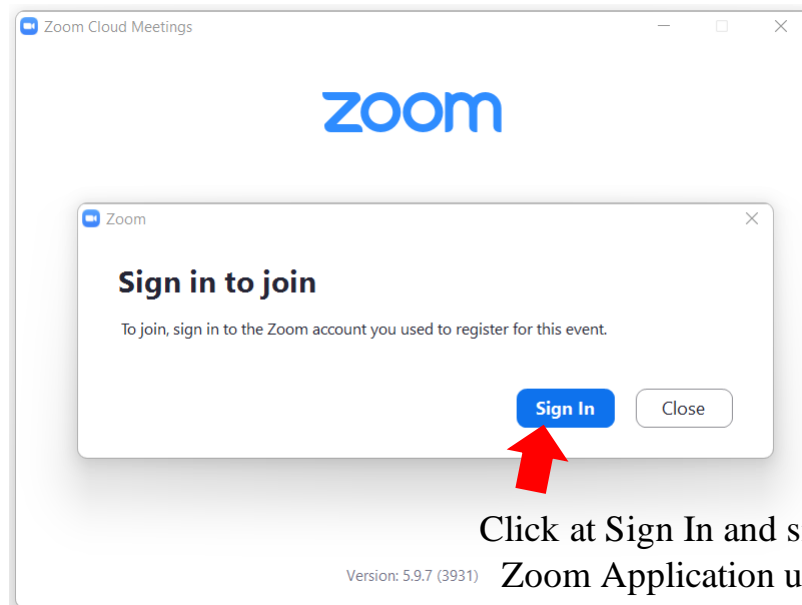 Zoom Cloud Meetings
zoom
Zoom
Sign in to join
To join, sign in to the Zoom account you used to register for this event.
Sign In Close
Click at Sign In and
Version: 5.9.7 (3931) Zoom Application